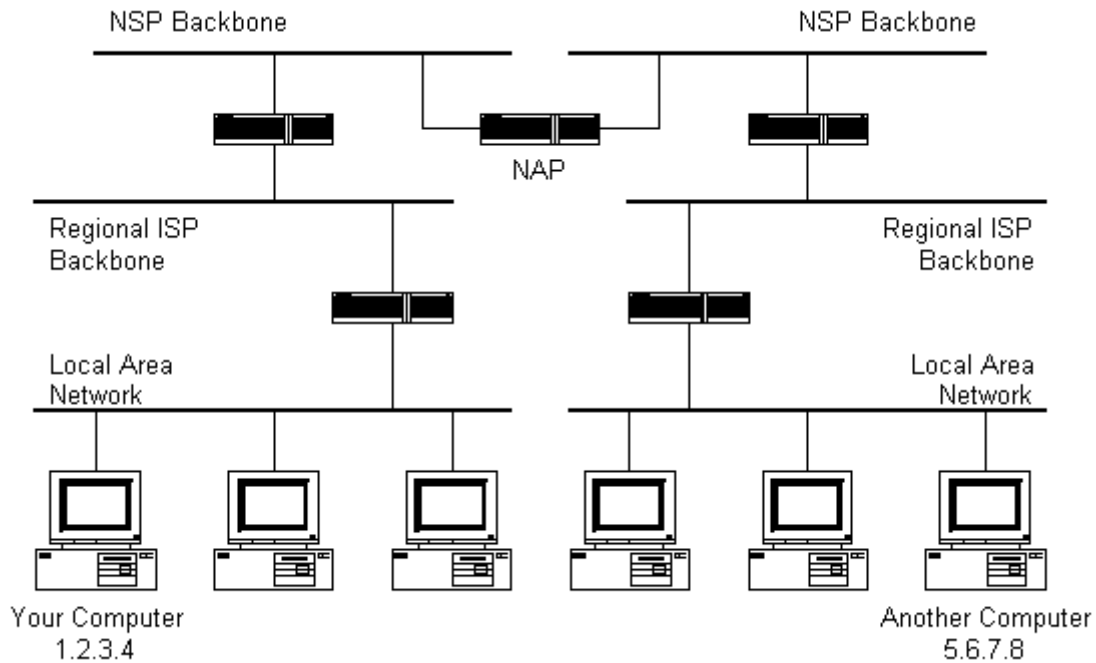 NSP Backbone
NSP Backbone
NAP
Regional ISP
Backbone
Regional ISP
Backbone
Local Area
Network
Local Area
Network
Your Computer
1.2.3.4
Another Computer
5.6.7.8